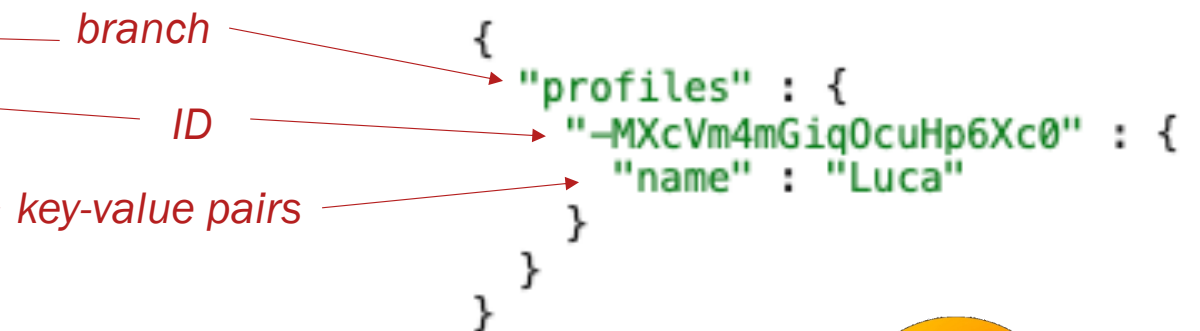 branch
ID
key-value pairs
{
"profiles" : {
"-MXcVm4mGiqOcuHp6Xc0" : {
"name" : "Luca"
}
}
}